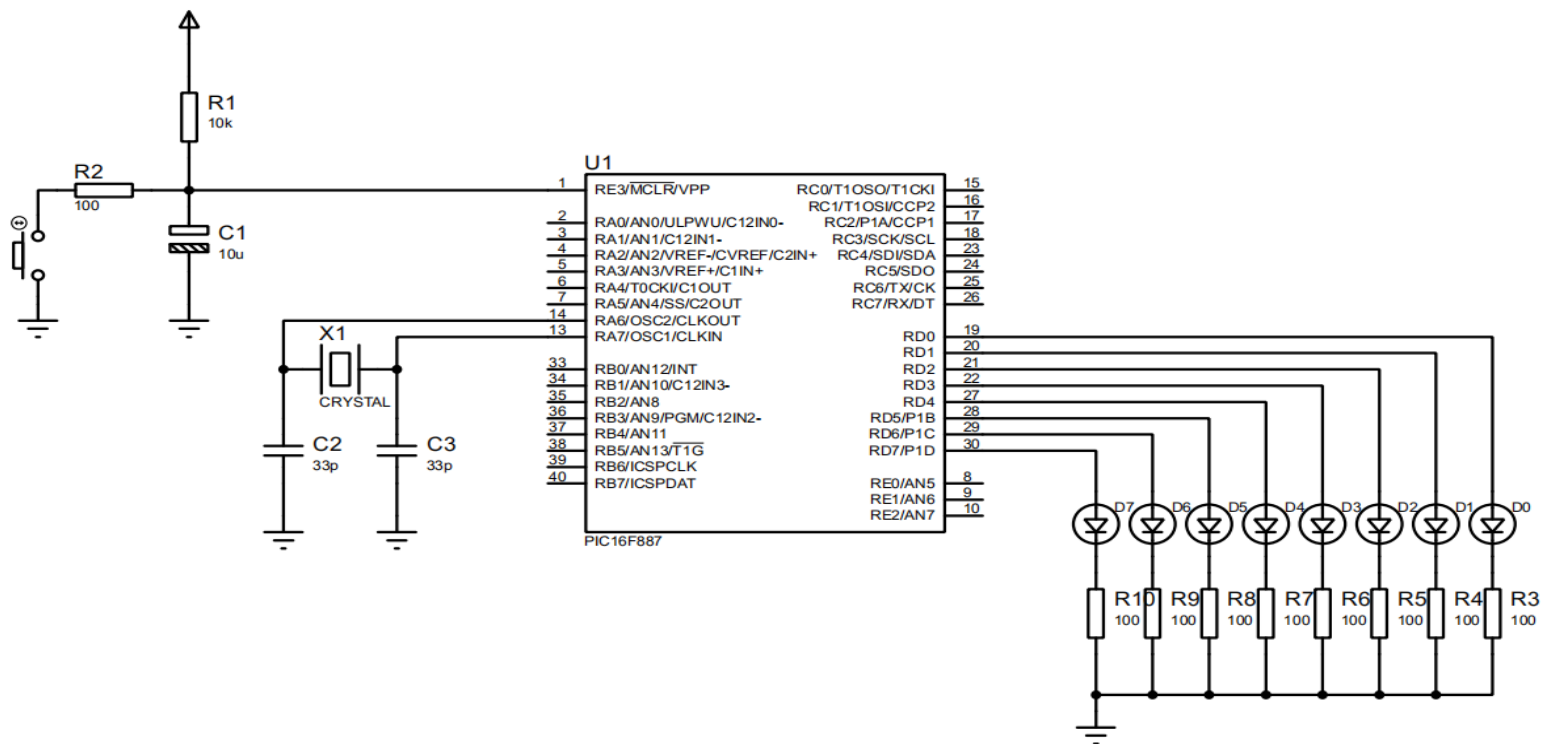 R1
10k
R2
100
C1
10u
X1
CRYSTAL
C2
33p
C3
33p
U1
1 RE3/MCLR/VPP
2 RA0/AN0/ULPWU/C12IN0-
3 RA1/AN1/C12IN1-
4 RA2/AN2/VREF-/CVREF/C2IN+
5 RA3/AN3/VREF+/C1IN+
6 RA4/T0CKI/C1OUT
7 RA5/AN4/SS/C2OUT
14 RA6/OSC2/CLKOUT
13 RA7/OSC1/CLKIN
33 RB0/AN12/INT
34 RB1/AN10/C12IN3-
35 RB2/AN8
36 RB3/AN9/PGM/C12IN2-
37 RB4/AN11
38 RB5/AN13/T1G
39 RB6/ICSPCLK
40 RB7/ICSPDAT
RC0/T1OSO/T1CKI 15
RC1/T1OSI/CCP2 16
RC2/P1A/CCP1 17
RC3/SCK/SCL 18
RC4/SDI/SDA 23
RC5/SDO 24
RC6/TX/CK 25
RC7/RX/DT 26
RD0 19
RD1 20
RD2 21
RD3 22
RD4 27
RD5/P1B 28
RD6/P1C 29
RD7/P1D 30
RE0/AN5 8
RE1/AN6 9
RE2/AN7 10
PIC16F887
D7 D6 D5 D4 D3 D2 D1 D0
R10 R9 R8 R7 R6 R5 R4 R3
100 100 100 100 100 100 100 100